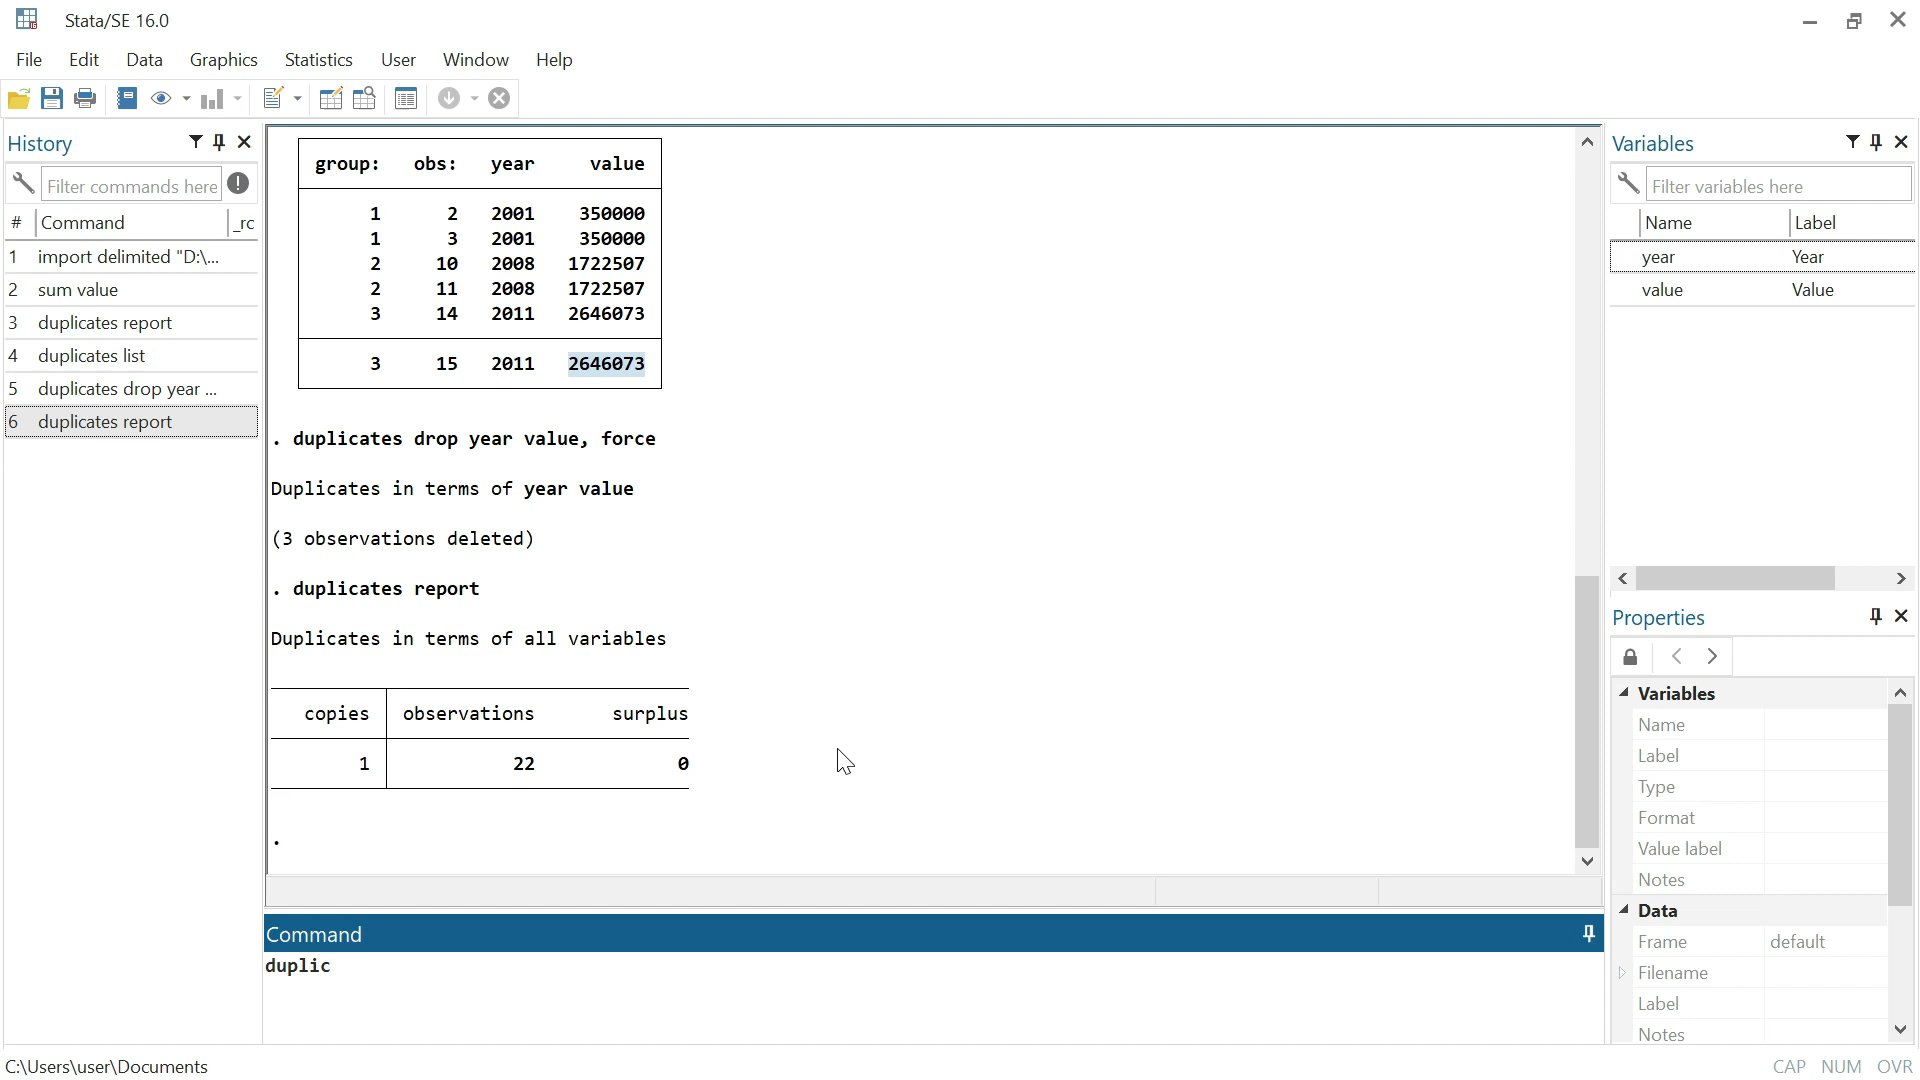 Stata/SE 16.0
File Edit Data Graphics Statistics User Window Help
History
Filter commands here
# Command _rc
1 import delimited "D:\...
2 sum value
3 duplicates report
4 duplicates list
5 duplicates drop year ...
6 duplicates report
group: obs: year value
1 2 2001 350000
1 3 2001 350000
2 10 2008 1722507
2 11 2008 1722507
3 14 2011 2646073
3 15 2011 2646073
. duplicates drop year value, force
Duplicates in terms of year value
(3 observations deleted)
. duplicates report
Duplicates in terms of all variables
copies observations surplus
1 22 0
.
Command
duplic
Variables
Filter variables here
Name Label
year Year
value Value
Properties
Variables
Name
Label
Type
Format
Value label
Notes
Data
Frame default
Filename
Label
Notes
C:\Users\user\Documents
CAP NUM OVR